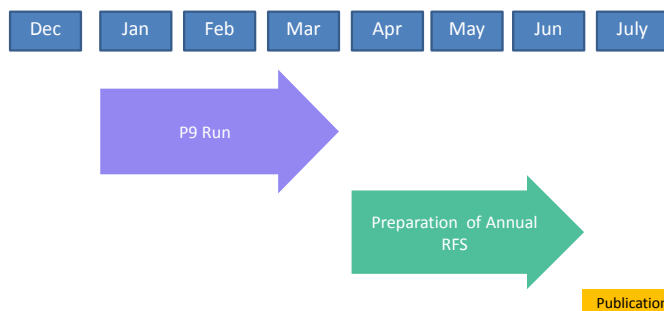 Dec Jan Feb Mar Apr May Jun July
P9 Run
Preparation of Annual
RFS
Publication